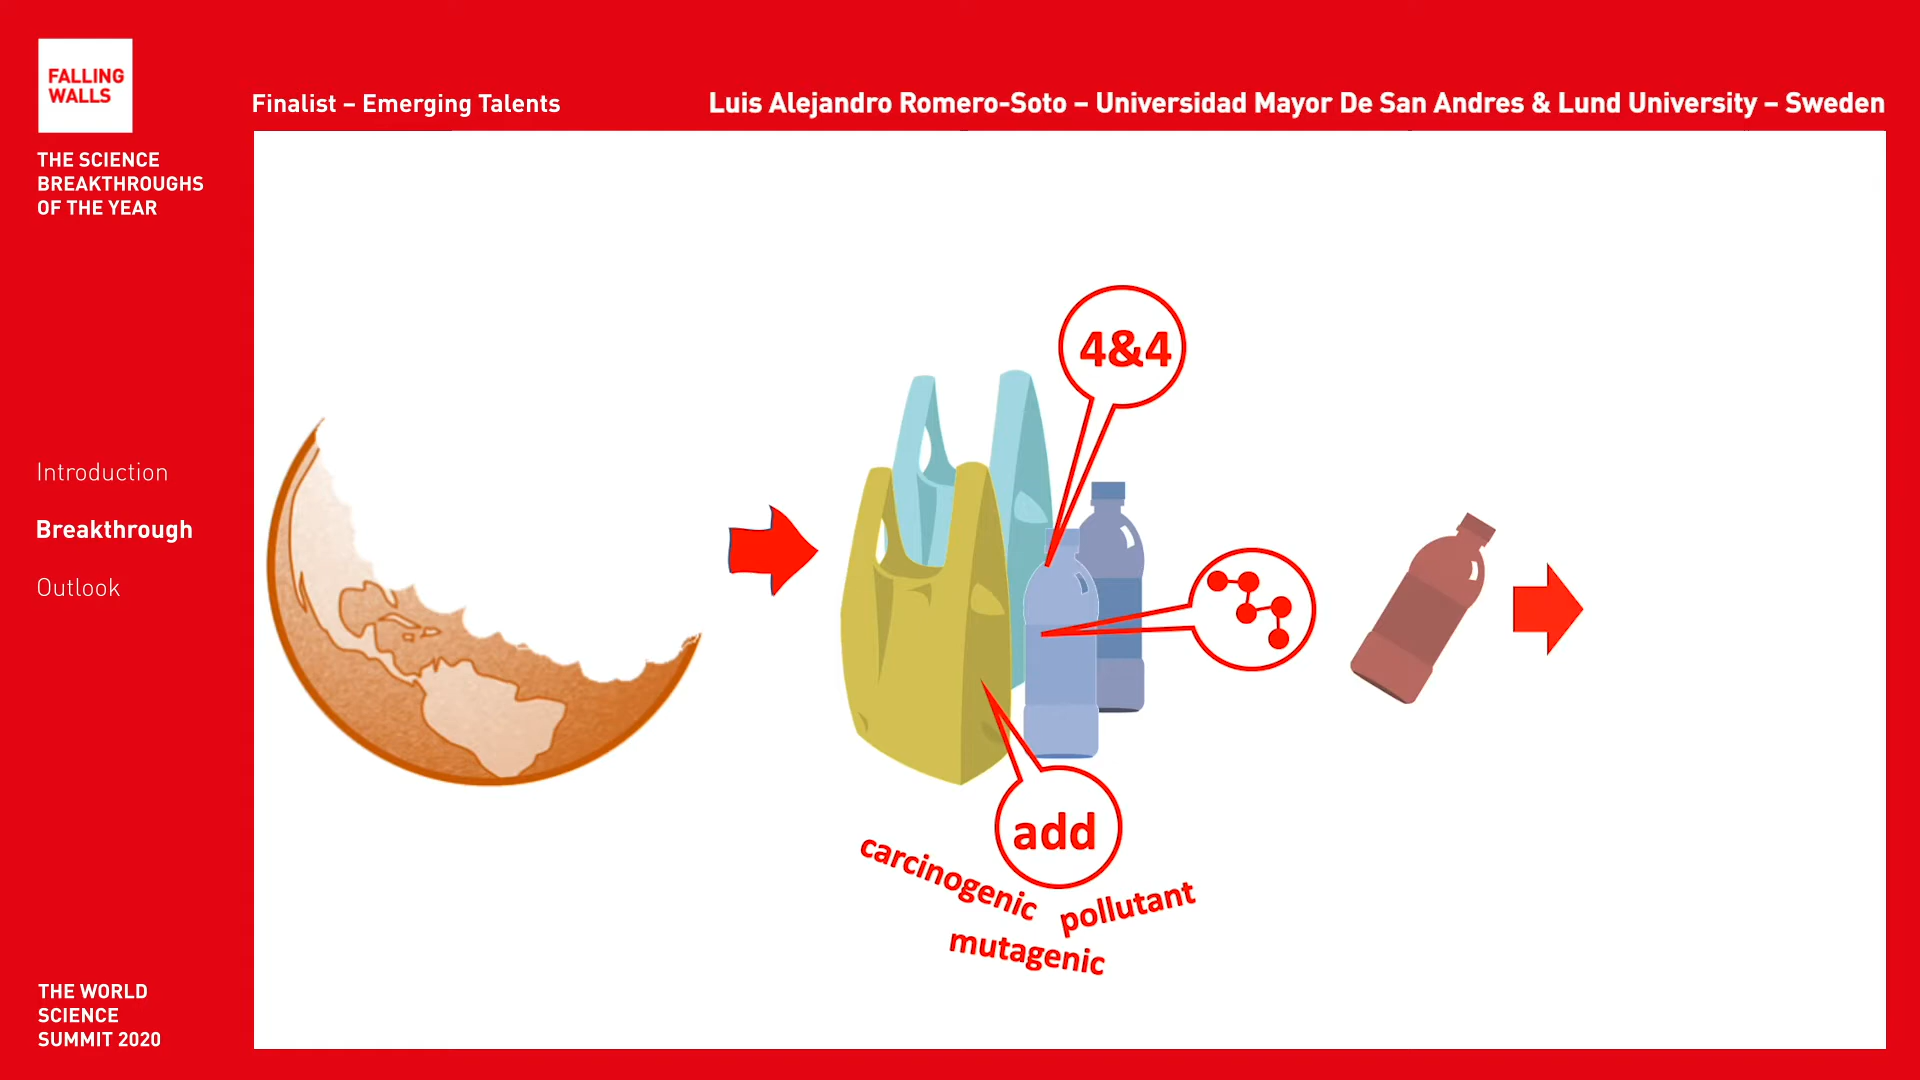 FALLING
WALLS
THE SCIENCE
BREAKTHROUGHS
OF THE YEAR
Finalist – Emerging Talents
Luis Alejandro Romero-Soto – Universidad Mayor De San Andres & Lund University – Sweden
Introduction
Breakthrough
Outlook
4&4
add
carcinogenic
pollutant
mutagenic
THE WORLD
SCIENCE
SUMMIT 2020